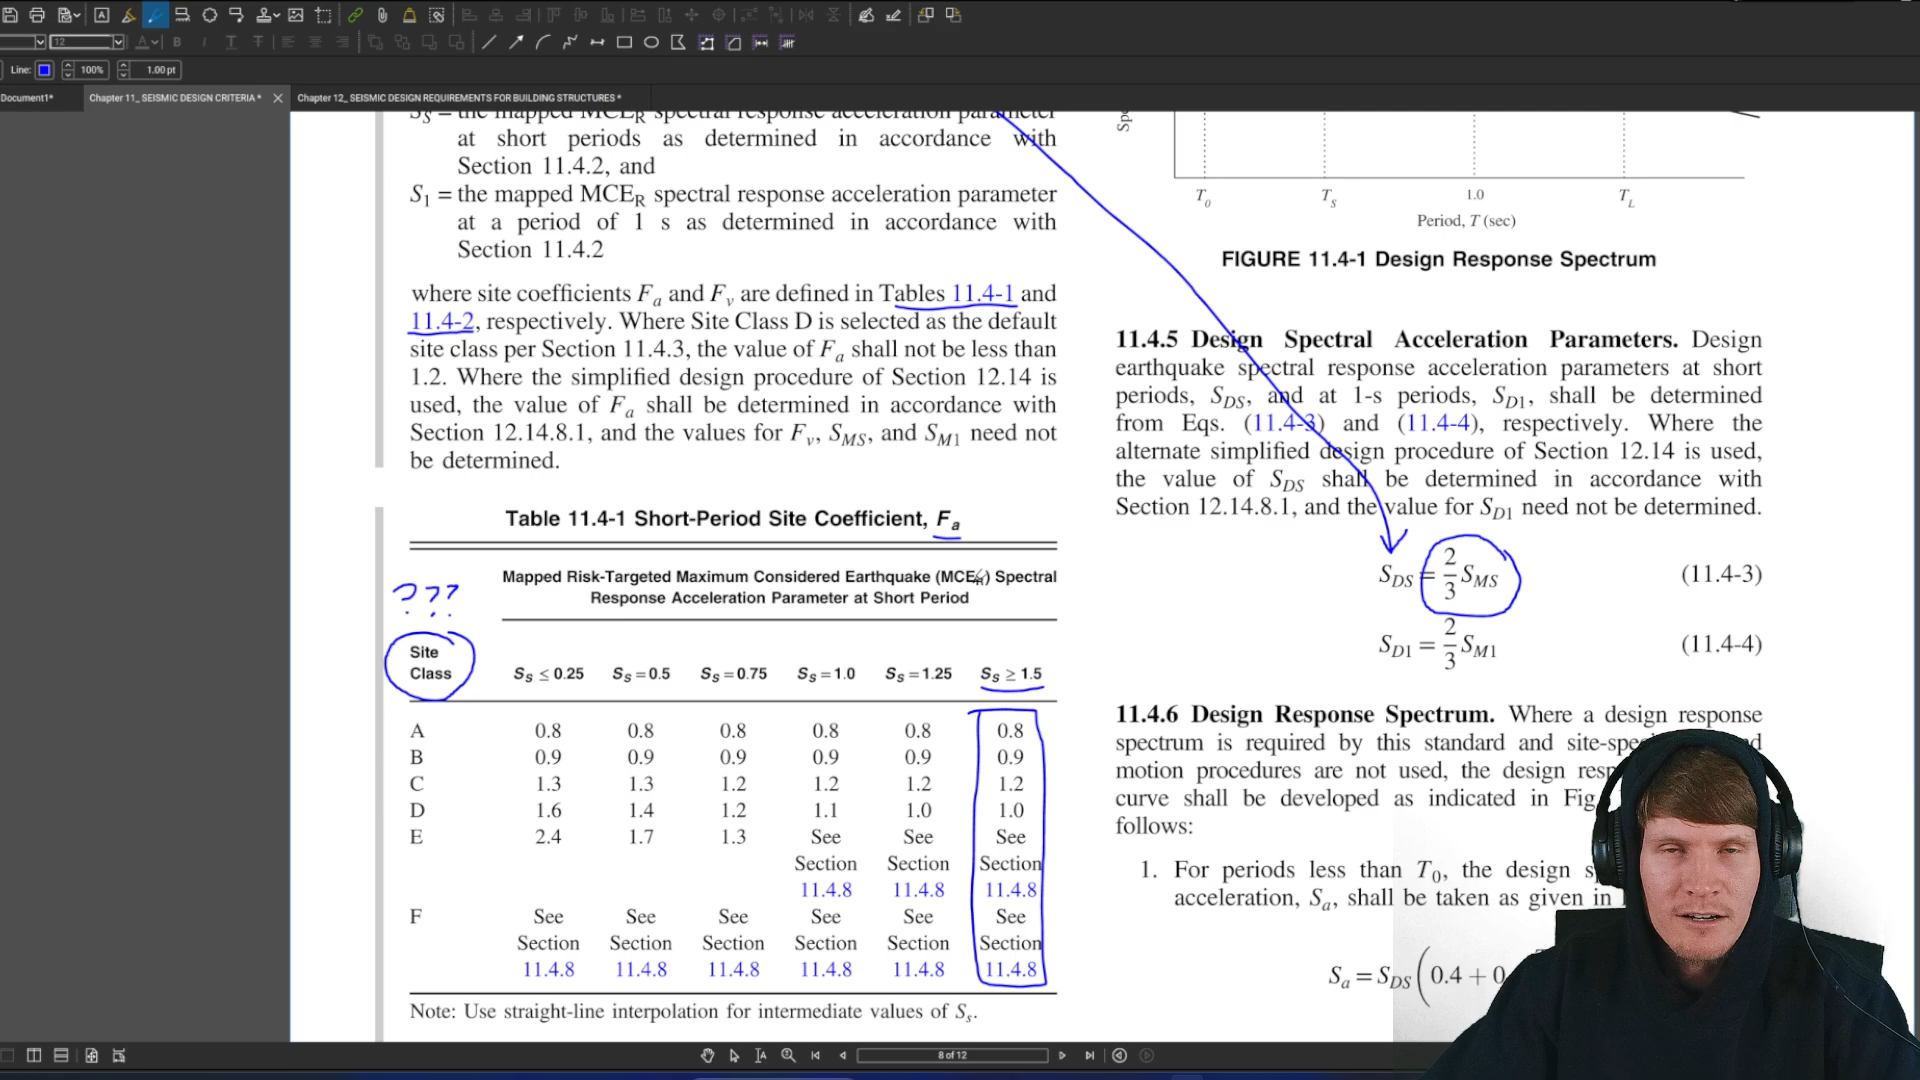 12
Line:
100%
1.00 pt
Document1*
Chapter 11_ SEISMIC DESIGN CRITERIA *
Chapter 12_ SEISMIC DESIGN REQUIREMENTS FOR BUILDING STRUCTURES *
SS = the mapped MCER spectral response acceleration parameter
at short periods as determined in accordance with
Section 11.4.2, and
S1 = the mapped MCER spectral response acceleration parameter
at a period of 1 s as determined in accordance with
Section 11.4.2
where site coefficients Fa and Fv are defined in Tables 11.4-1 and
11.4-2, respectively. Where Site Class D is selected as the default
site class per Section 11.4.3, the value of Fa shall not be less than
1.2. Where the simplified design procedure of Section 12.14 is
used, the value of Fa shall be determined in accordance with
Section 12.14.8.1, and the values for Fv, SMS, and SM1 need not
be determined.
Table 11.4-1 Short-Period Site Coefficient, Fa
Mapped Risk-Targeted Maximum Considered Earthquake (MCER) Spectral
Response Acceleration Parameter at Short Period
???
Site
Class
SS ≤ 0.25 SS = 0.5 SS = 0.75 SS = 1.0 SS = 1.25 SS ≥ 1.5
A 0.8 0.8 0.8 0.8 0.8 0.8
B 0.9 0.9 0.9 0.9 0.9 0.9
C 1.3 1.3 1.2 1.2 1.2 1.2
D 1.6 1.4 1.2 1.1 1.0 1.0
E 2.4 1.7 1.3 See See See
Section Section Section
11.4.8 11.4.8 11.4.8
F See See See See See See
Section Section Section Section Section Section
11.4.8 11.4.8 11.4.8 11.4.8 11.4.8 11.4.8
Note: Use straight-line interpolation for intermediate values of Ss.
T0 TS 1.0 TL
Period, T (sec)
FIGURE 11.4-1 Design Response Spectrum
11.4.5 Design Spectral Acceleration Parameters. Design
earthquake spectral response acceleration parameters at short
periods, SDS, and at 1-s periods, SD1, shall be determined
from Eqs. (11.4-3) and (11.4-4), respectively. Where the
alternate simplified design procedure of Section 12.14 is used,
the value of SDS shall be determined in accordance with
Section 12.14.8.1, and the value for SD1 need not be determined.
SDS = 2/3 SMS (11.4-3)
SD1 = 2/3 SM1 (11.4-4)
11.4.6 Design Response Spectrum. Where a design response
spectrum is required by this standard and
motion procedures are not used, the design
curve shall be developed as indicated in
follows:
1. For periods less than T0, the design
acceleration, Sa, shall be taken as given in
Sa = SDS (0.4 + 0
8 of 12